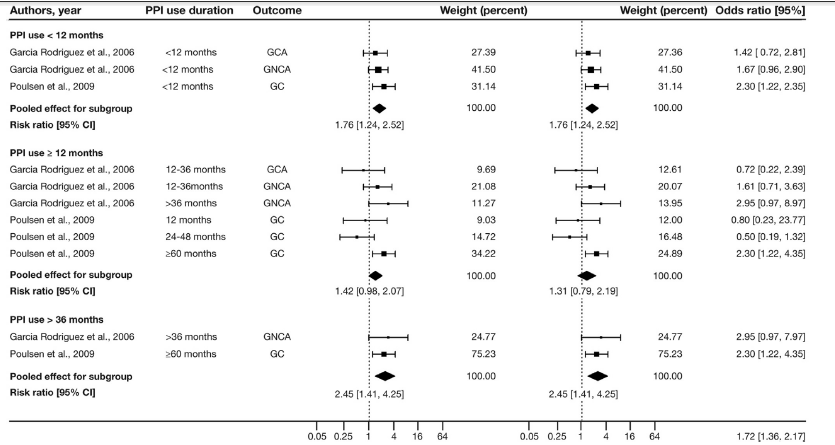 Authors, year PPI use duration Outcome Weight (percent) Weight (percent) Odds ratio [95%]
PPI use < 12 months
Garcia Rodriguez et al., 2006 <12 months GCA 27.39 27.36 1.42 [0.72, 2.81]
Garcia Rodriguez et al., 2006 <12 months GNCA 41.50 41.50 1.67 [0.96, 2.90]
Poulsen et al., 2009 <12 months GC 31.14 31.14 2.30 [1.22, 2.35]
Pooled effect for subgroup 100.00 100.00
Risk ratio [95% CI] 1.76 [1.24, 2.52] 1.76 [1.24, 2.52]
PPI use ≥ 12 months
Garcia Rodriguez et al., 2006 12-36 months GCA 9.69 12.61 0.72 [0.22, 2.39]
Garcia Rodriguez et al., 2006 12-36months GNCA 21.08 20.07 1.61 [0.71, 3.63]
Garcia Rodriguez et al., 2006 >36 months GNCA 11.27 13.95 2.95 [0.97, 8.97]
Poulsen et al., 2009 12 months GC 9.03 12.00 0.80 [0.23, 23.77]
Poulsen et al., 2009 24-48 months GC 14.72 16.48 0.50 [0.19, 1.32]
Poulsen et al., 2009 ≥60 months GC 34.22 24.89 2.30 [1.22, 4.35]
Pooled effect for subgroup 100.00 100.00
Risk ratio [95% CI] 1.42 [0.98, 2.07] 1.31 [0.79, 2.19]
PPI use > 36 months
Garcia Rodriguez et al., 2006 >36 months GNCA 24.77 24.77 2.95 [0.97, 7.97]
Poulsen et al., 2009 ≥60 months GC 75.23 75.23 2.30 [1.22, 4.35]
Pooled effect for subgroup 100.00 100.00
Risk ratio [95% CI] 2.45 [1.41, 4.25] 2.45 [1.41, 4.25]
0.05 0.25 1 4 16 64 0.05 0.25 1 4 16 64 1.72 [1.36, 2.17]